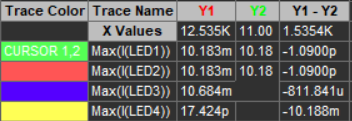 Trace Color Trace Name Y1 Y2 Y1 - Y2
X Values 12.535K 11.00 1.5354K
CURSOR 1,2 Max(I(LED1)) 10.183m 10.18 -1.0900p
Max(I(LED2)) 10.183m 10.18 -1.0900p
Max(I(LED3)) 10.684m -811.841u
Max(I(LED4)) 17.424p -10.188m